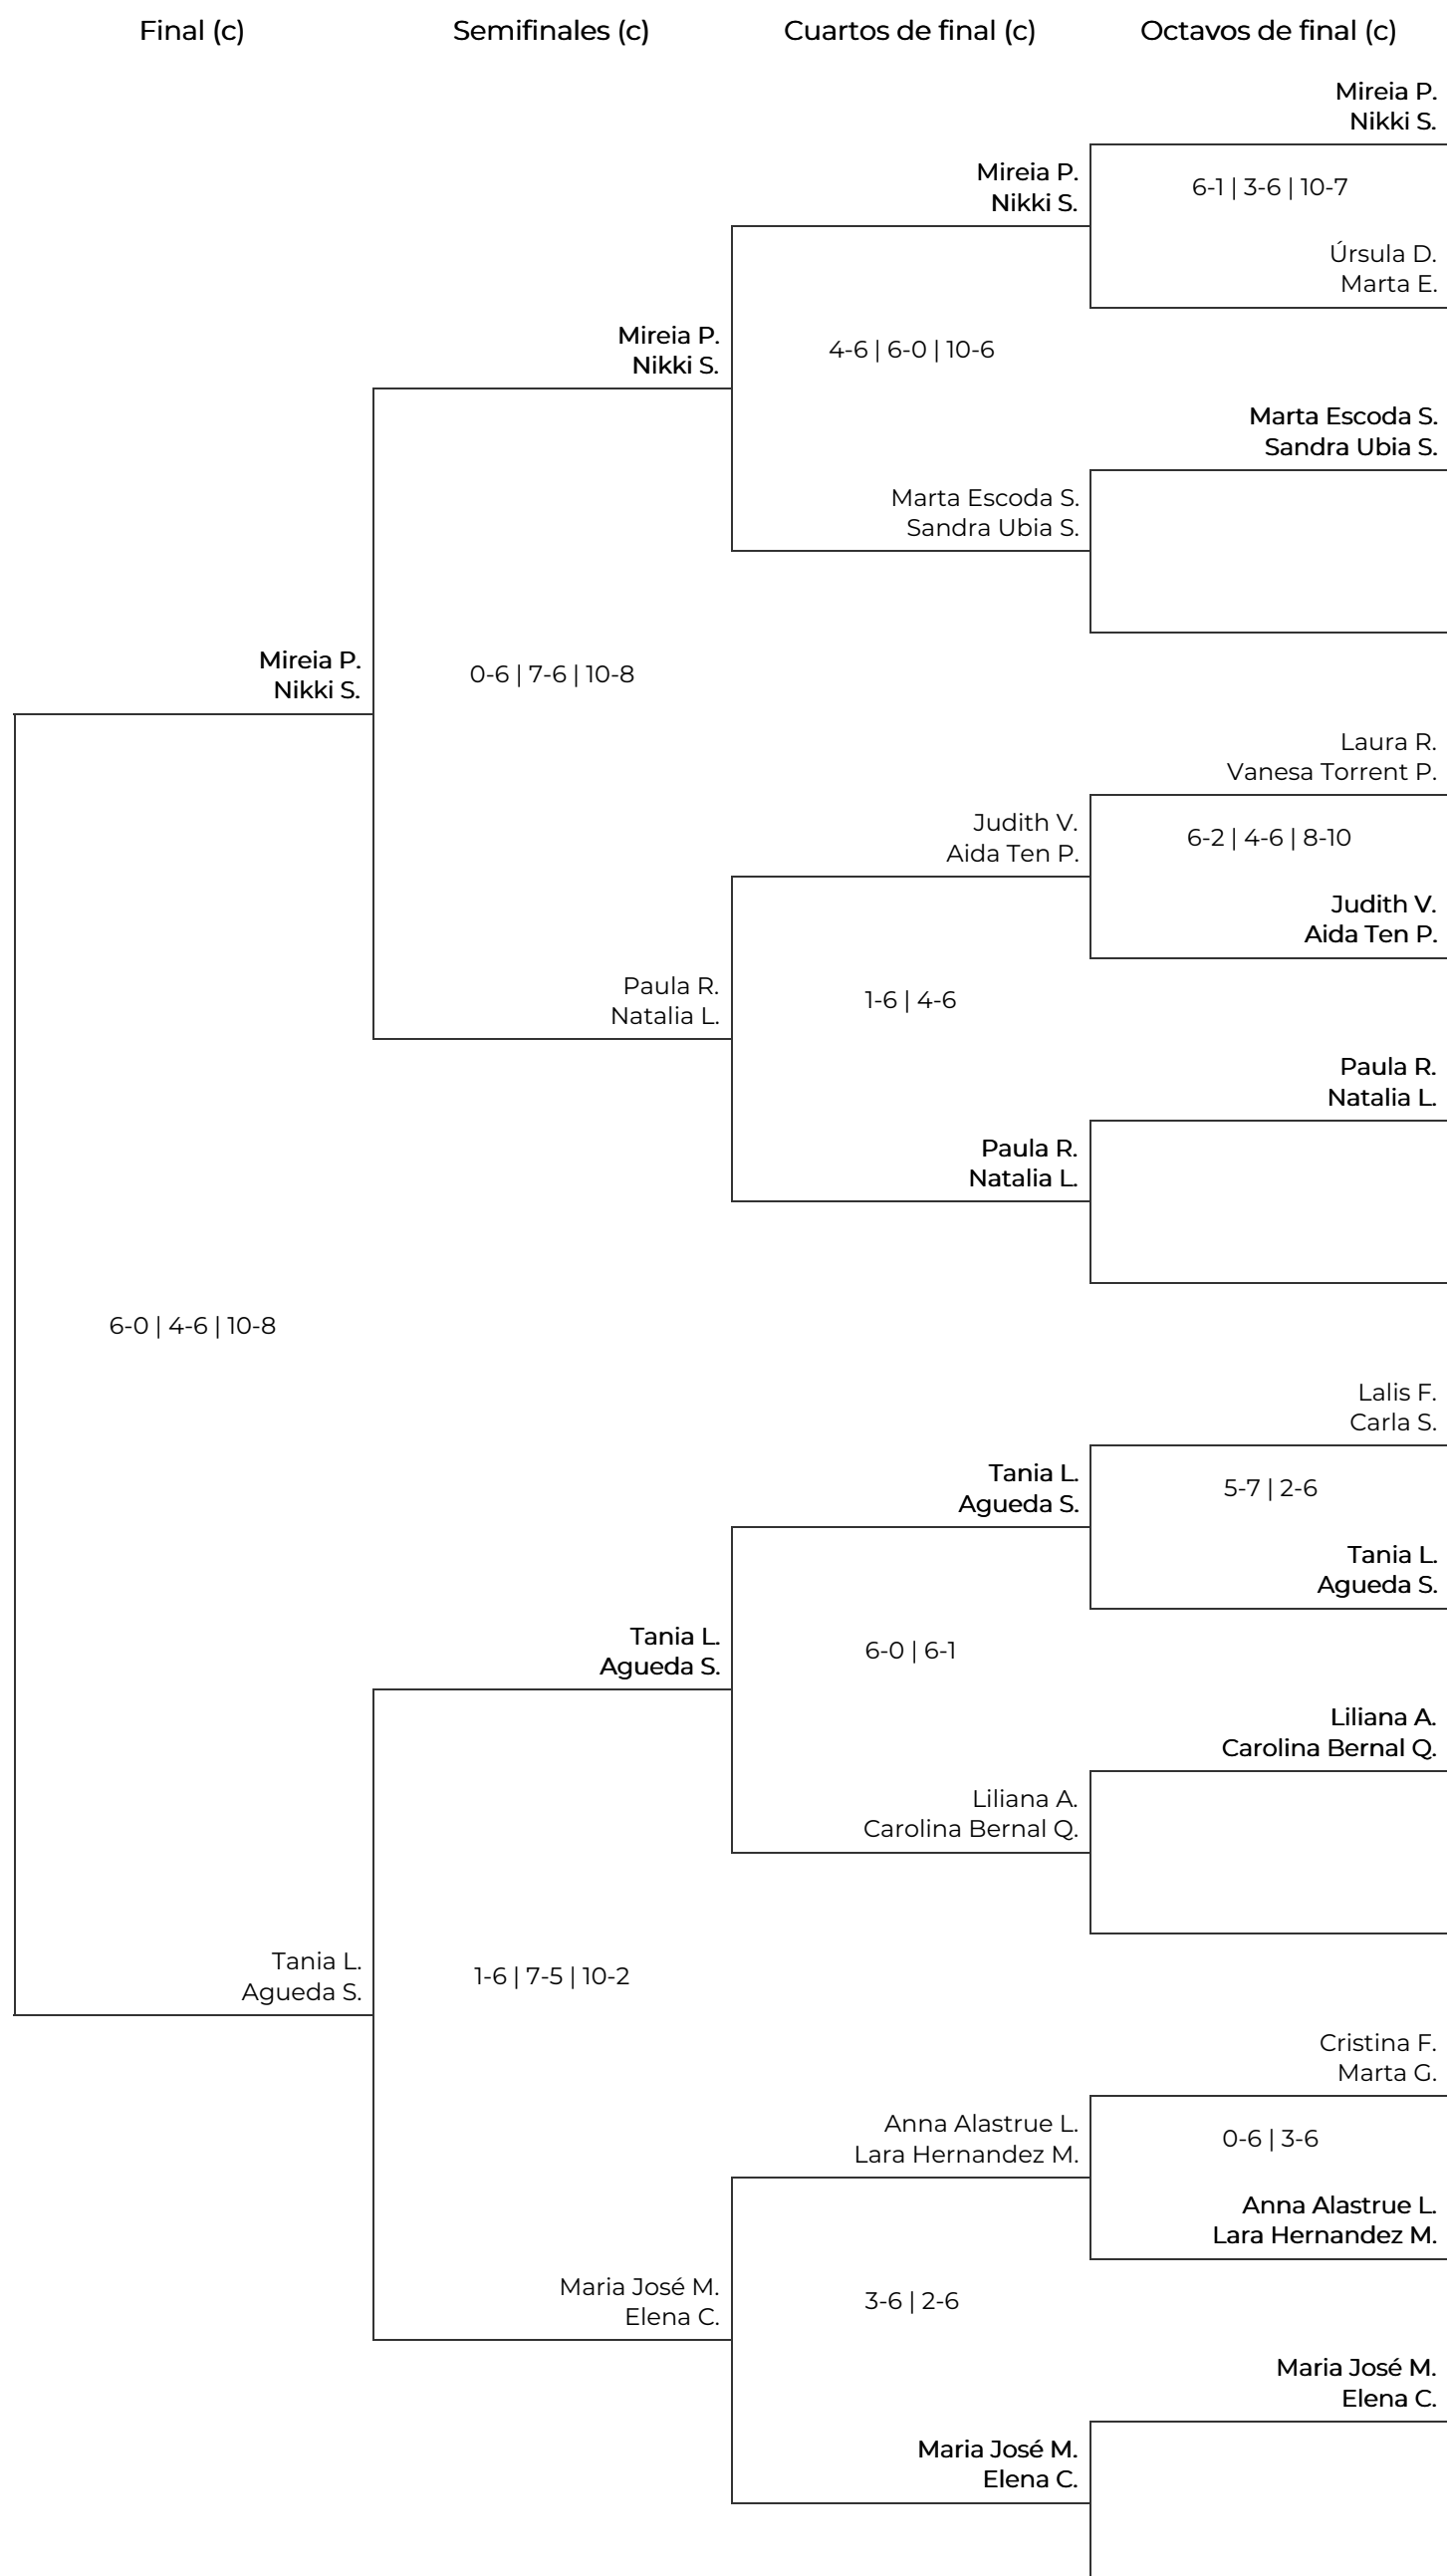 Final (c)
Semifinales (c)
Cuartos de final (c)
Octavos de final (c)
Mireia P.
Nikki S.
6-1 | 3-6 | 10-7
Úrsula D.
Marta E.
Mireia P.
Nikki S.
4-6 | 6-0 | 10-6
Marta Escoda S.
Sandra Ubia S.
Marta Escoda S.
Sandra Ubia S.
Mireia P.
Nikki S.
0-6 | 7-6 | 10-8
Mireia P.
Nikki S.
Laura R.
Vanesa Torrent P.
6-2 | 4-6 | 8-10
Judith V.
Aida Ten P.
Judith V.
Aida Ten P.
1-6 | 4-6
Paula R.
Natalia L.
Paula R.
Natalia L.
Paula R.
Natalia L.
6-0 | 4-6 | 10-8
Lalis F.
Carla S.
5-7 | 2-6
Tania L.
Agueda S.
Tania L.
Agueda S.
6-0 | 6-1
Liliana A.
Carolina Bernal Q.
Liliana A.
Carolina Bernal Q.
Tania L.
Agueda S.
1-6 | 7-5 | 10-2
Tania L.
Agueda S.
Cristina F.
Marta G.
0-6 | 3-6
Anna Alastrue L.
Lara Hernandez M.
Anna Alastrue L.
Lara Hernandez M.
3-6 | 2-6
Maria José M.
Elena C.
Maria José M.
Elena C.
Maria José M.
Elena C.